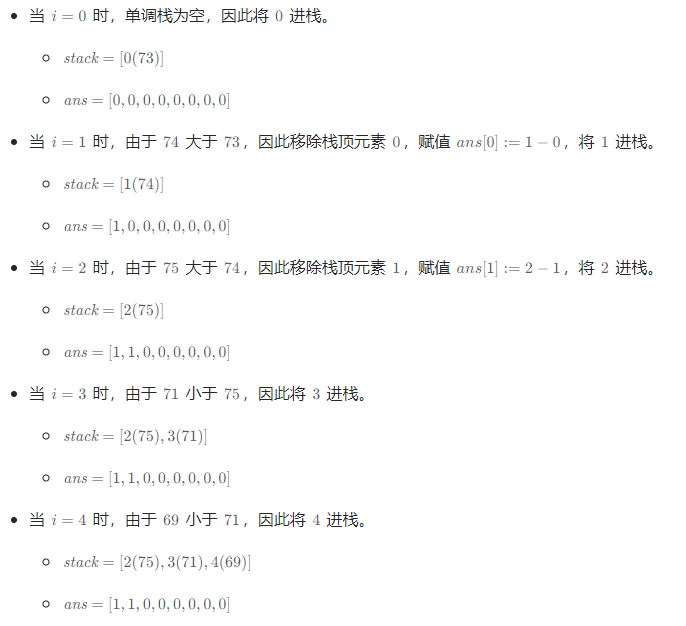 当 i = 0 时，单调栈为空，因此将 0 进栈。
stack = [0(73)]
ans = [0, 0, 0, 0, 0, 0, 0, 0]
当 i = 1 时，由于 74 大于 73，因此移除栈顶元素 0，赋值 ans[0] := 1 − 0，将 1 进栈。
stack = [1(74)]
ans = [1, 0, 0, 0, 0, 0, 0, 0]
当 i = 2 时，由于 75 大于 74，因此移除栈顶元素 1，赋值 ans[1] := 2 − 1，将 2 进栈。
stack = [2(75)]
ans = [1, 1, 0, 0, 0, 0, 0, 0]
当 i = 3 时，由于 71 小于 75，因此将 3 进栈。
stack = [2(75), 3(71)]
ans = [1, 1, 0, 0, 0, 0, 0, 0]
当 i = 4 时，由于 69 小于 71，因此将 4 进栈。
stack = [2(75), 3(71), 4(69)]
ans = [1, 1, 0, 0, 0, 0, 0, 0]